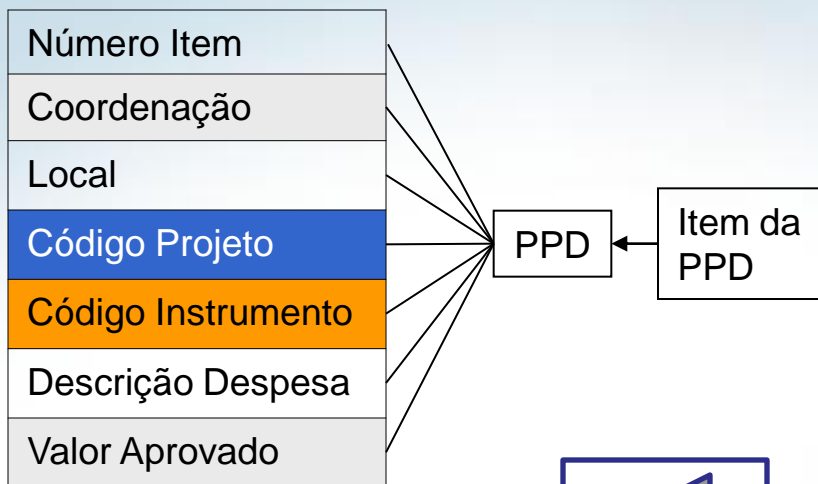 Número Item
Coordenação
Local
Código Projeto
Código Instrumento
Descrição Despesa
Valor Aprovado
PPD
Item da
PPD